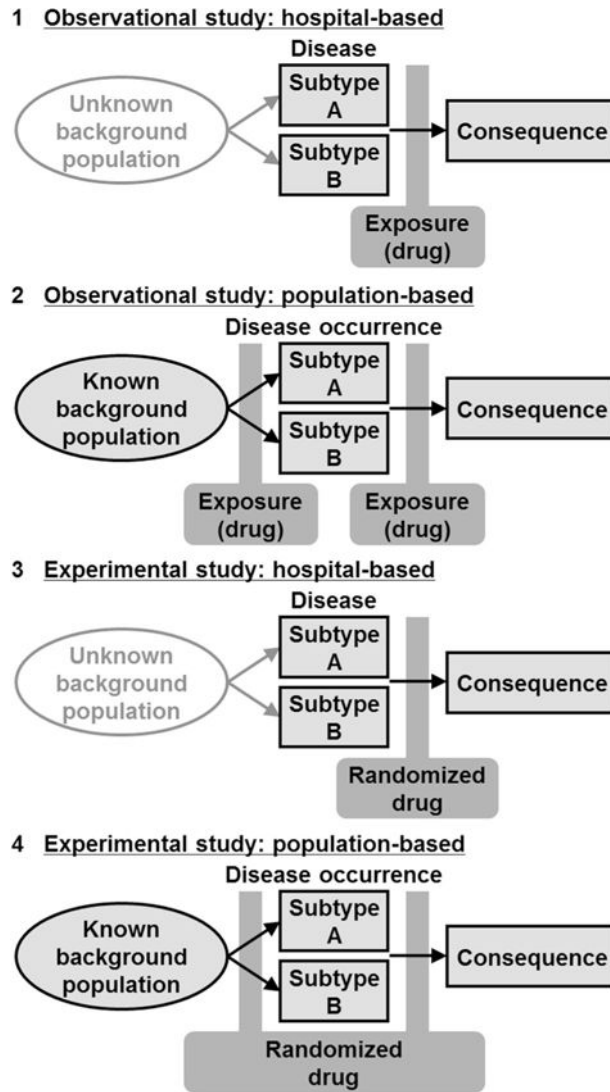 1 Observational study: hospital-based
Disease
Unknown
background
population
Subtype
A
Subtype
B
Consequence
Exposure
(drug)
2 Observational study: population-based
Disease occurrence
Known
background
population
Subtype
A
Subtype
B
Consequence
Exposure
(drug)
Exposure
(drug)
3 Experimental study: hospital-based
Disease
Unknown
background
population
Subtype
A
Subtype
B
Consequence
Randomized
drug
4 Experimental study: population-based
Disease occurrence
Known
background
population
Subtype
A
Subtype
B
Consequence
Randomized
drug